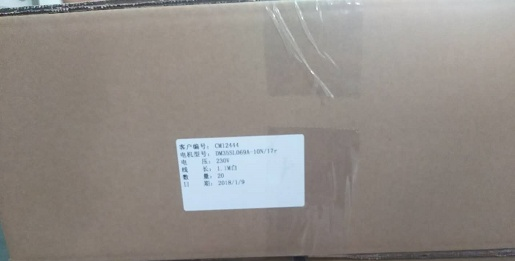 客户编号: CM12444
电机型号:
电 压: 230V
线 长:
数 量: 20
日 期: 2018/1/9